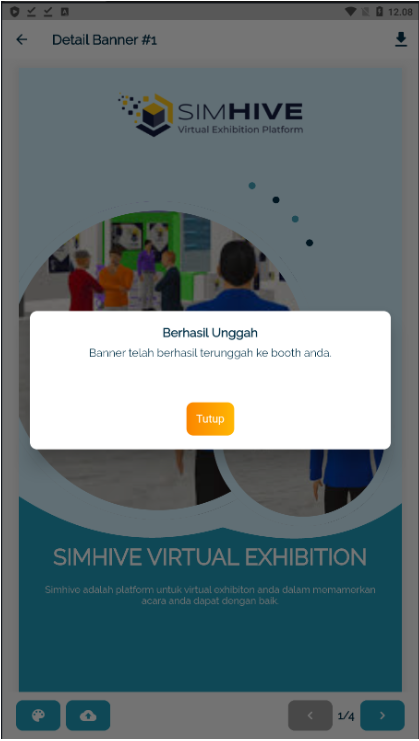 12.08
Detail Banner #1
SIMHIVE
Virtual Exhibition Platform
Berhasil Unggah
Banner telah berhasil terunggah ke booth anda.
Tutup
SIMHIVE VIRTUAL EXHIBITION
Simhive adalah platform untuk virtual exhibiton anda dalam memamerkan
acara anda dapat dengan baik.
1/4